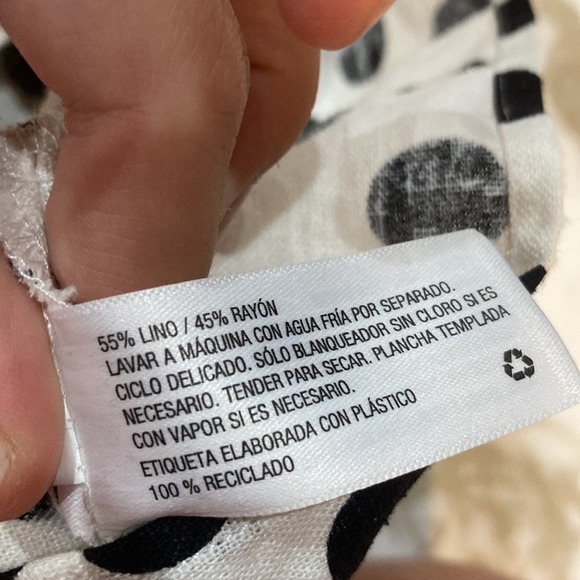 55% LINO / 45% RAYÓN
LAVAR A MÁQUINA CON AGUA FRÍA POR SEPARADO.
CICLO DELICADO. SÓLO BLANQUEADOR SIN CLORO SI ES
NECESARIO. TENDER PARA SECAR. PLANCHA TEMPLADA
CON VAPOR SI ES NECESARIO.
ETIQUETA ELABORADA CON PLÁSTICO
100 % RECICLADO